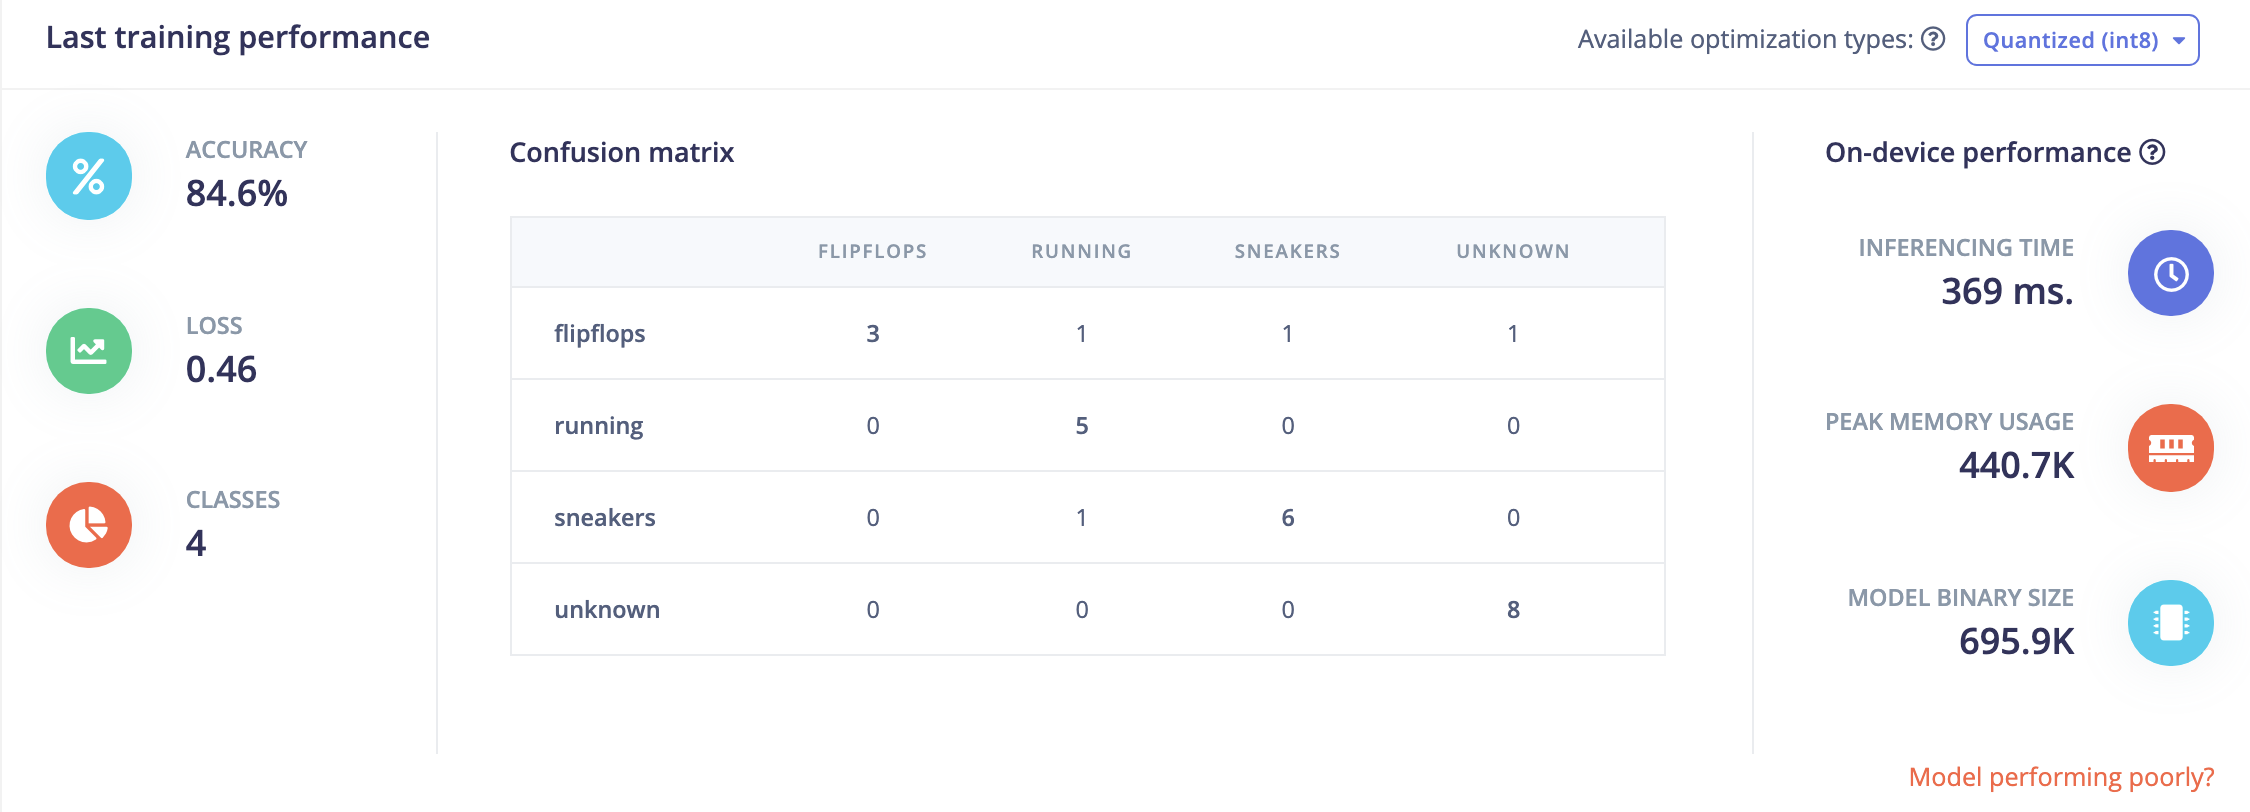 Last training performance
Available optimization types:
Quantized (int8)
ACCURACY
84.6%
LOSS
0.46
CLASSES
4
Confusion matrix
FLIPFLOPS RUNNING SNEAKERS UNKNOWN
flipflops 3 1 1 1
running 0 5 0 0
sneakers 0 1 6 0
unknown 0 0 0 8
On-device performance
INFERENCING TIME
369 ms.
PEAK MEMORY USAGE
440.7K
MODEL BINARY SIZE
695.9K
Model performing poorly?